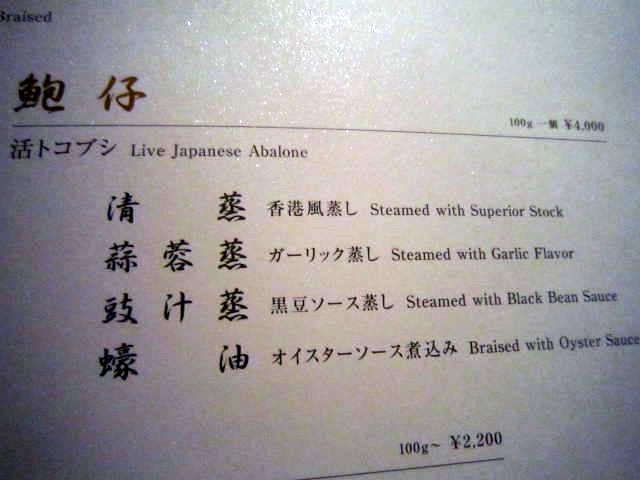 Braised
鮑仔
100g 一個 ¥4,000
活トコブシ Live Japanese Abalone
清蒸 香港風蒸し Steamed with Superior Stock
蒜蓉蒸 ガーリック蒸し Steamed with Garlic Flavor
豉汁蒸 黒豆ソース蒸し Steamed with Black Bean Sauce
蠔油 オイスターソース煮込み Braised with Oyster Sauce
100g～ ¥2,200